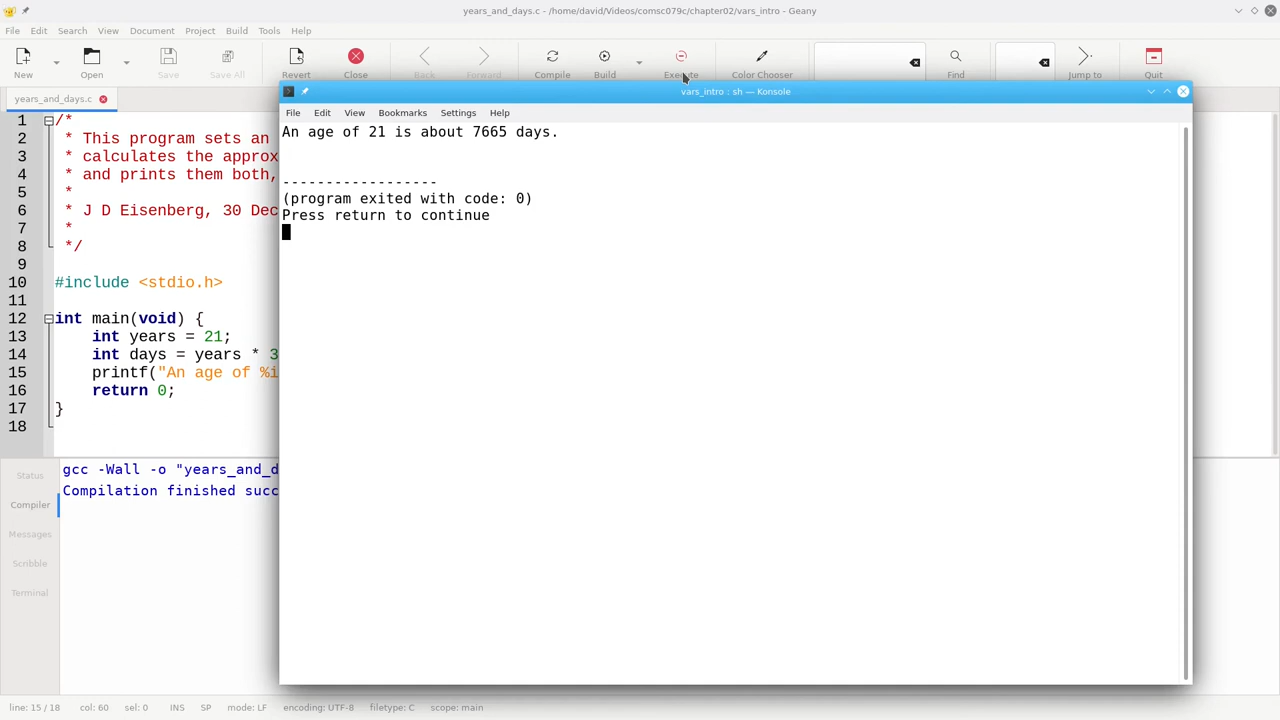 years_and_days.c - /home/david/Videos/comsc079c/chapter02/vars_intro - Geany
File Edit Search View Document Project Build Tools Help
New Open Save Save All Revert Close Back Forward Compile Build Execute Color Chooser Find Jump to Quit
years_and_days.c
vars_intro : sh — Konsole
File Edit View Bookmarks Settings Help
An age of 21 is about 7665 days.
------------------
(program exited with code: 0)
Press return to continue
1 /*
2 * This program sets an
3 * calculates the approx
4 * and prints them both,
5 *
6 * J D Eisenberg, 30 Dec
7 *
8 */
9
10 #include <stdio.h>
11
12 int main(void) {
13 int years = 21;
14 int days = years * 3
15 printf("An age of %i
16 return 0;
17 }
18
Status
Compiler
Messages
Scribble
Terminal
gcc -Wall -o "years_and_d
Compilation finished succ
line: 15 / 18 col: 60 sel: 0 INS SP mode: LF encoding: UTF-8 filetype: C scope: main